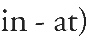 in - at)